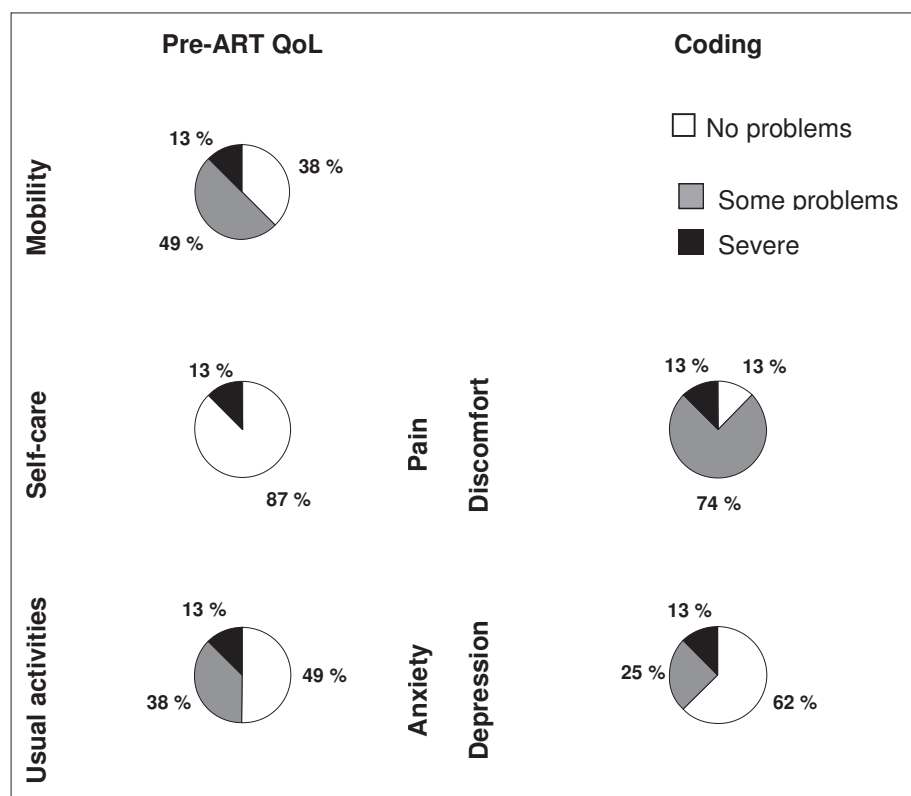 Pre-ART QoL
Coding
Mobility
13 %
38 %
49 %
No problems
Some problems
Severe
Self-care
13 %
87 %
Pain
Discomfort
13 %
13 %
74 %
Usual activities
13 %
49 %
38 %
Anxiety
Depression
13 %
25 %
62 %